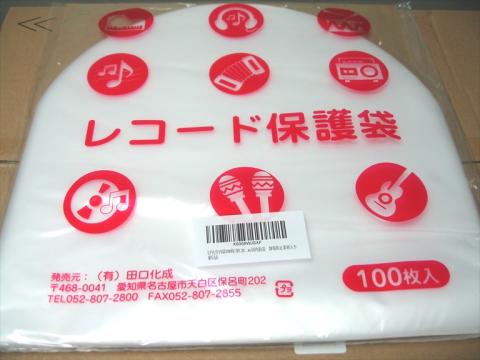 レコード保護袋
発売元:(有)田口化成
〒468-0041 愛知県名古屋市天白区保呂町202
TEL052-807-2800 FAX052-807-2855
100枚入
プラ